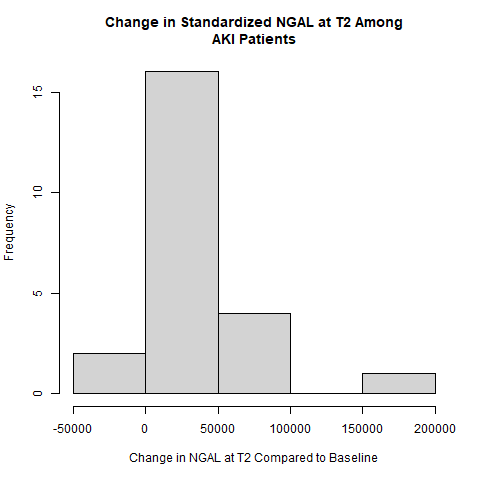 Change in Standardized NGAL at T2 Among
AKI Patients
Frequency
15
10
5
0
-50000 0 50000 100000 150000 200000
Change in NGAL at T2 Compared to Baseline